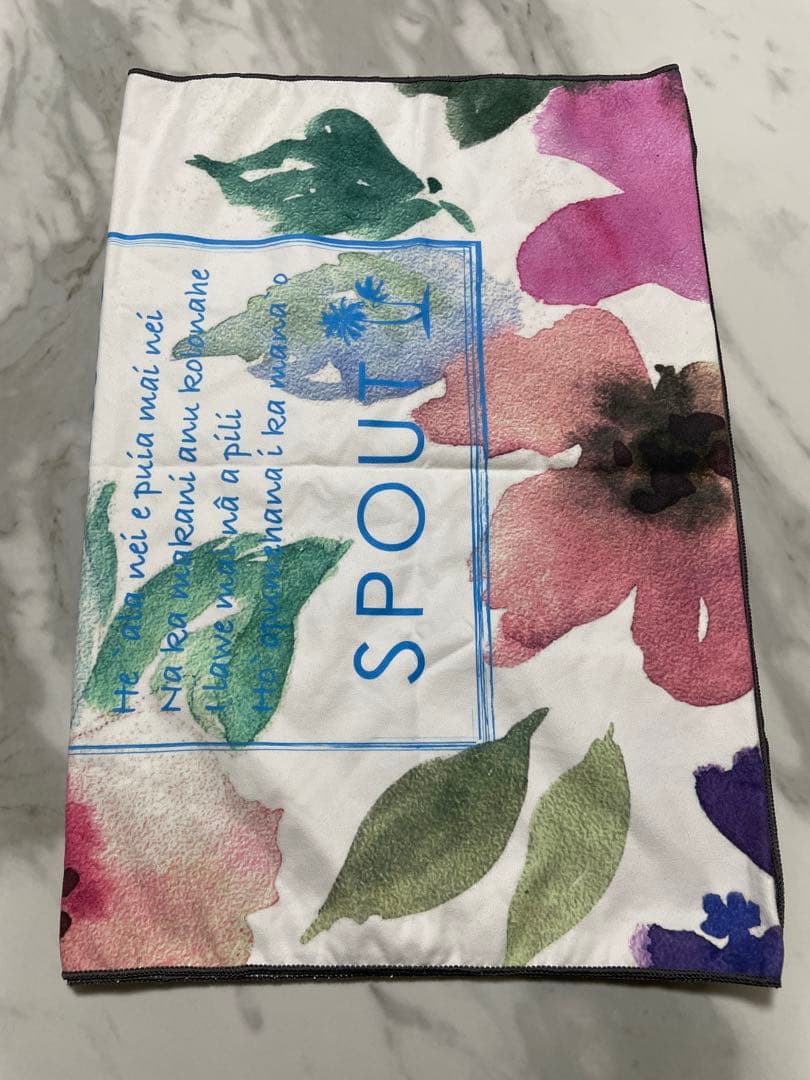 He `ala nei e puia mai nei
Na ka makani anu kolonahe
I lawe mai nâ a pili
Ho` opumehana i ka mana`o
SPOUT